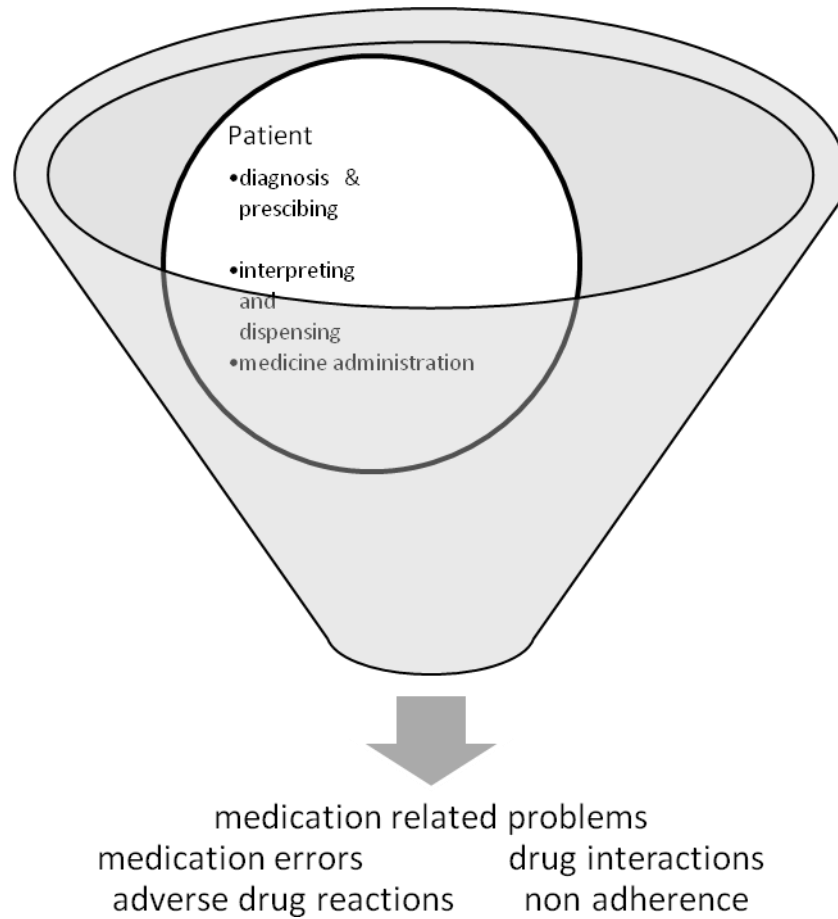 Patient
•diagnosis &
prescibing
•interpreting
and
dispensing
•medicine administration
medication related problems
medication errors drug interactions
adverse drug reactions non adherence